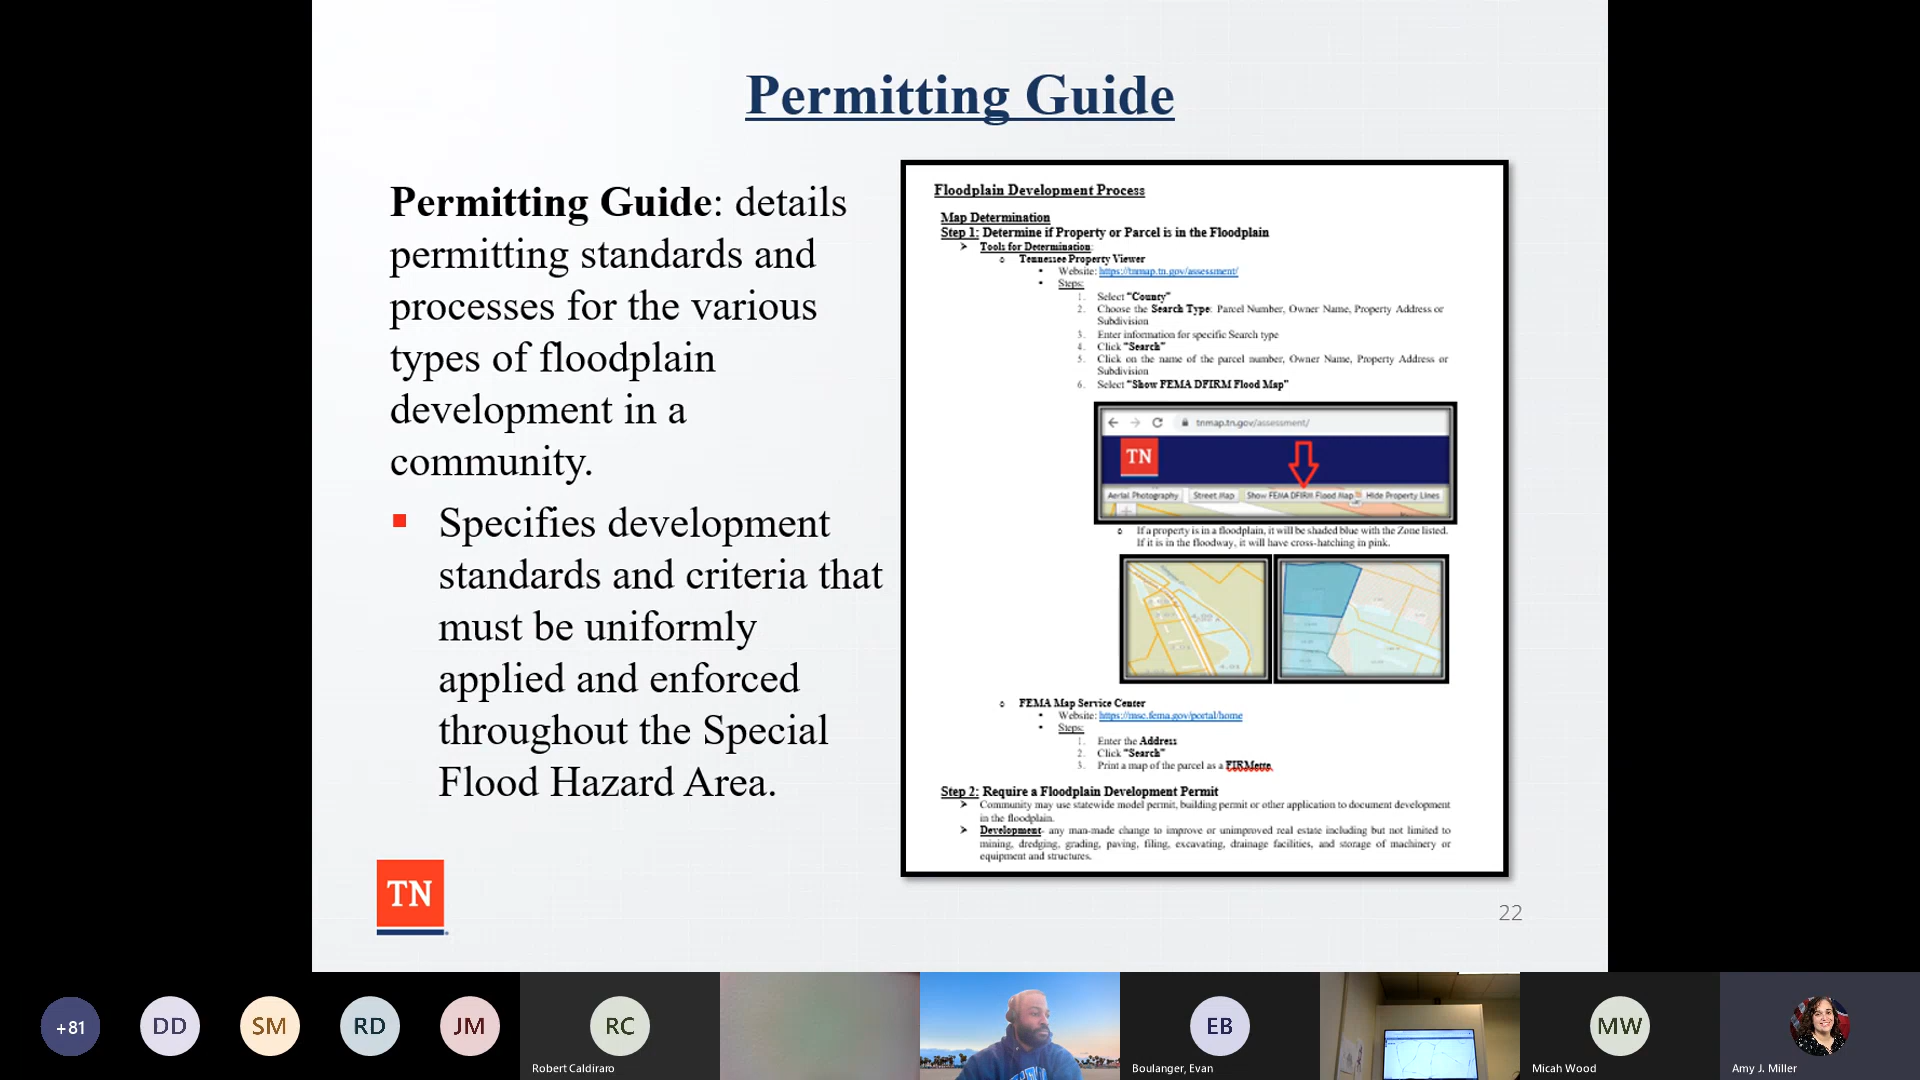 Permitting Guide
Permitting Guide: details
permitting standards and
processes for the various
types of floodplain
development in a
community.
Specifies development
standards and criteria that
must be uniformly
applied and enforced
throughout the Special
Flood Hazard Area.
TN
Floodplain Development Process
Map Determination
Step 1: Determine if Property or Parcel is in the Floodplain
Tools for Determination:
Tennessee Property Viewer
Website: https://tnmap.tn.gov/assessment/
Steps:
1. Select "County"
2. Choose the Search Type: Parcel Number, Owner Name, Property Address or
Subdivision
3. Enter information for specific Search type
4. Click "Search"
5. Click on the name of the parcel number, Owner Name, Property Address or
Subdivision
6. Select "Show FEMA DFIRM Flood Map"
tnmap.tn.gov/assessment/
TN
Aerial Photography Street Map Show FEMA DFIRM Flood Map Hide Property Lines
If a property is in a floodplain, it will be shaded blue with the Zone listed.
If it is in the floodway, it will have cross-hatching in pink.
FEMA Map Service Center
Website: https://msc.fema.gov/portal/home
Steps:
1. Enter the Address
2. Click "Search"
3. Print a map of the parcel as a FIRMette
Step 2: Require a Floodplain Development Permit
Community may use statewide model permit, building permit or other application to document development
in the floodplain.
Development- any man-made change to improve or unimproved real estate including but not limited to
mining, dredging, grading, paving, filing, excavating, drainage facilities, and storage of machinery or
equipment and structures.
22
+81
DD
SM
RD
JM
RC
Robert Caldiraro
EB
Boulanger, Evan
MW
Micah Wood
Amy J. Miller